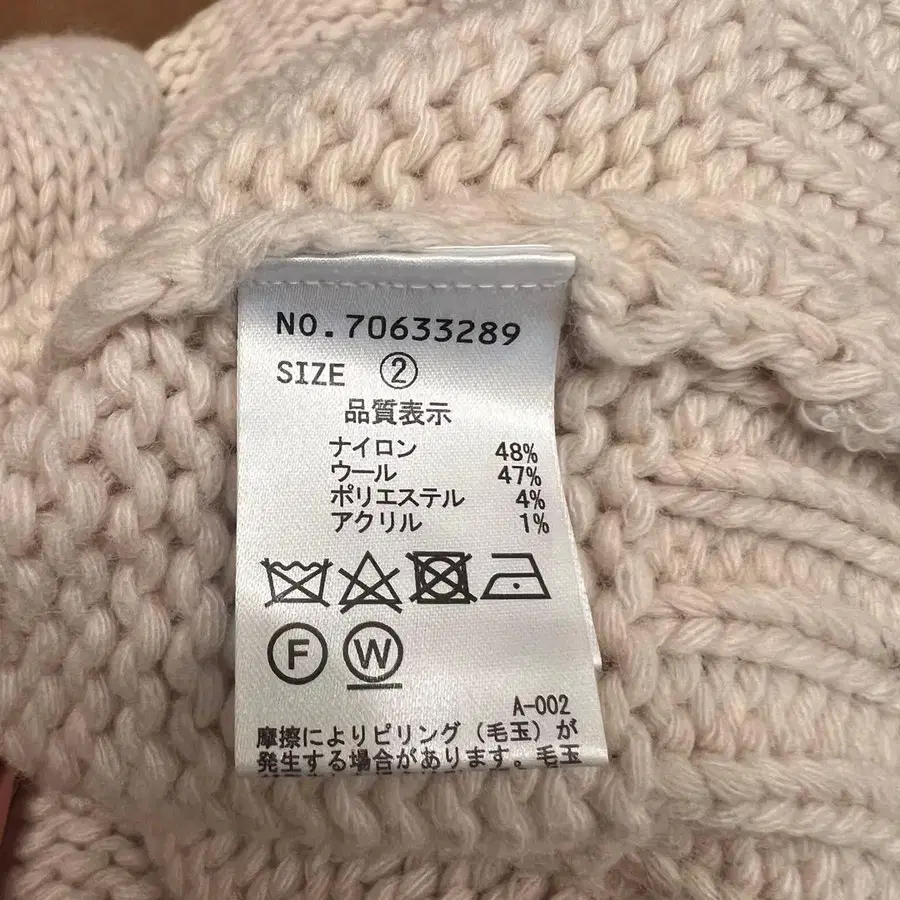 NO.70633289
SIZE ②
品質表示
ナイロン 48%
ウール 47%
ポリエステル 4%
アクリル 1%
F W
A-002
摩擦によりピリング（毛玉）が
発生する場合があります。毛玉